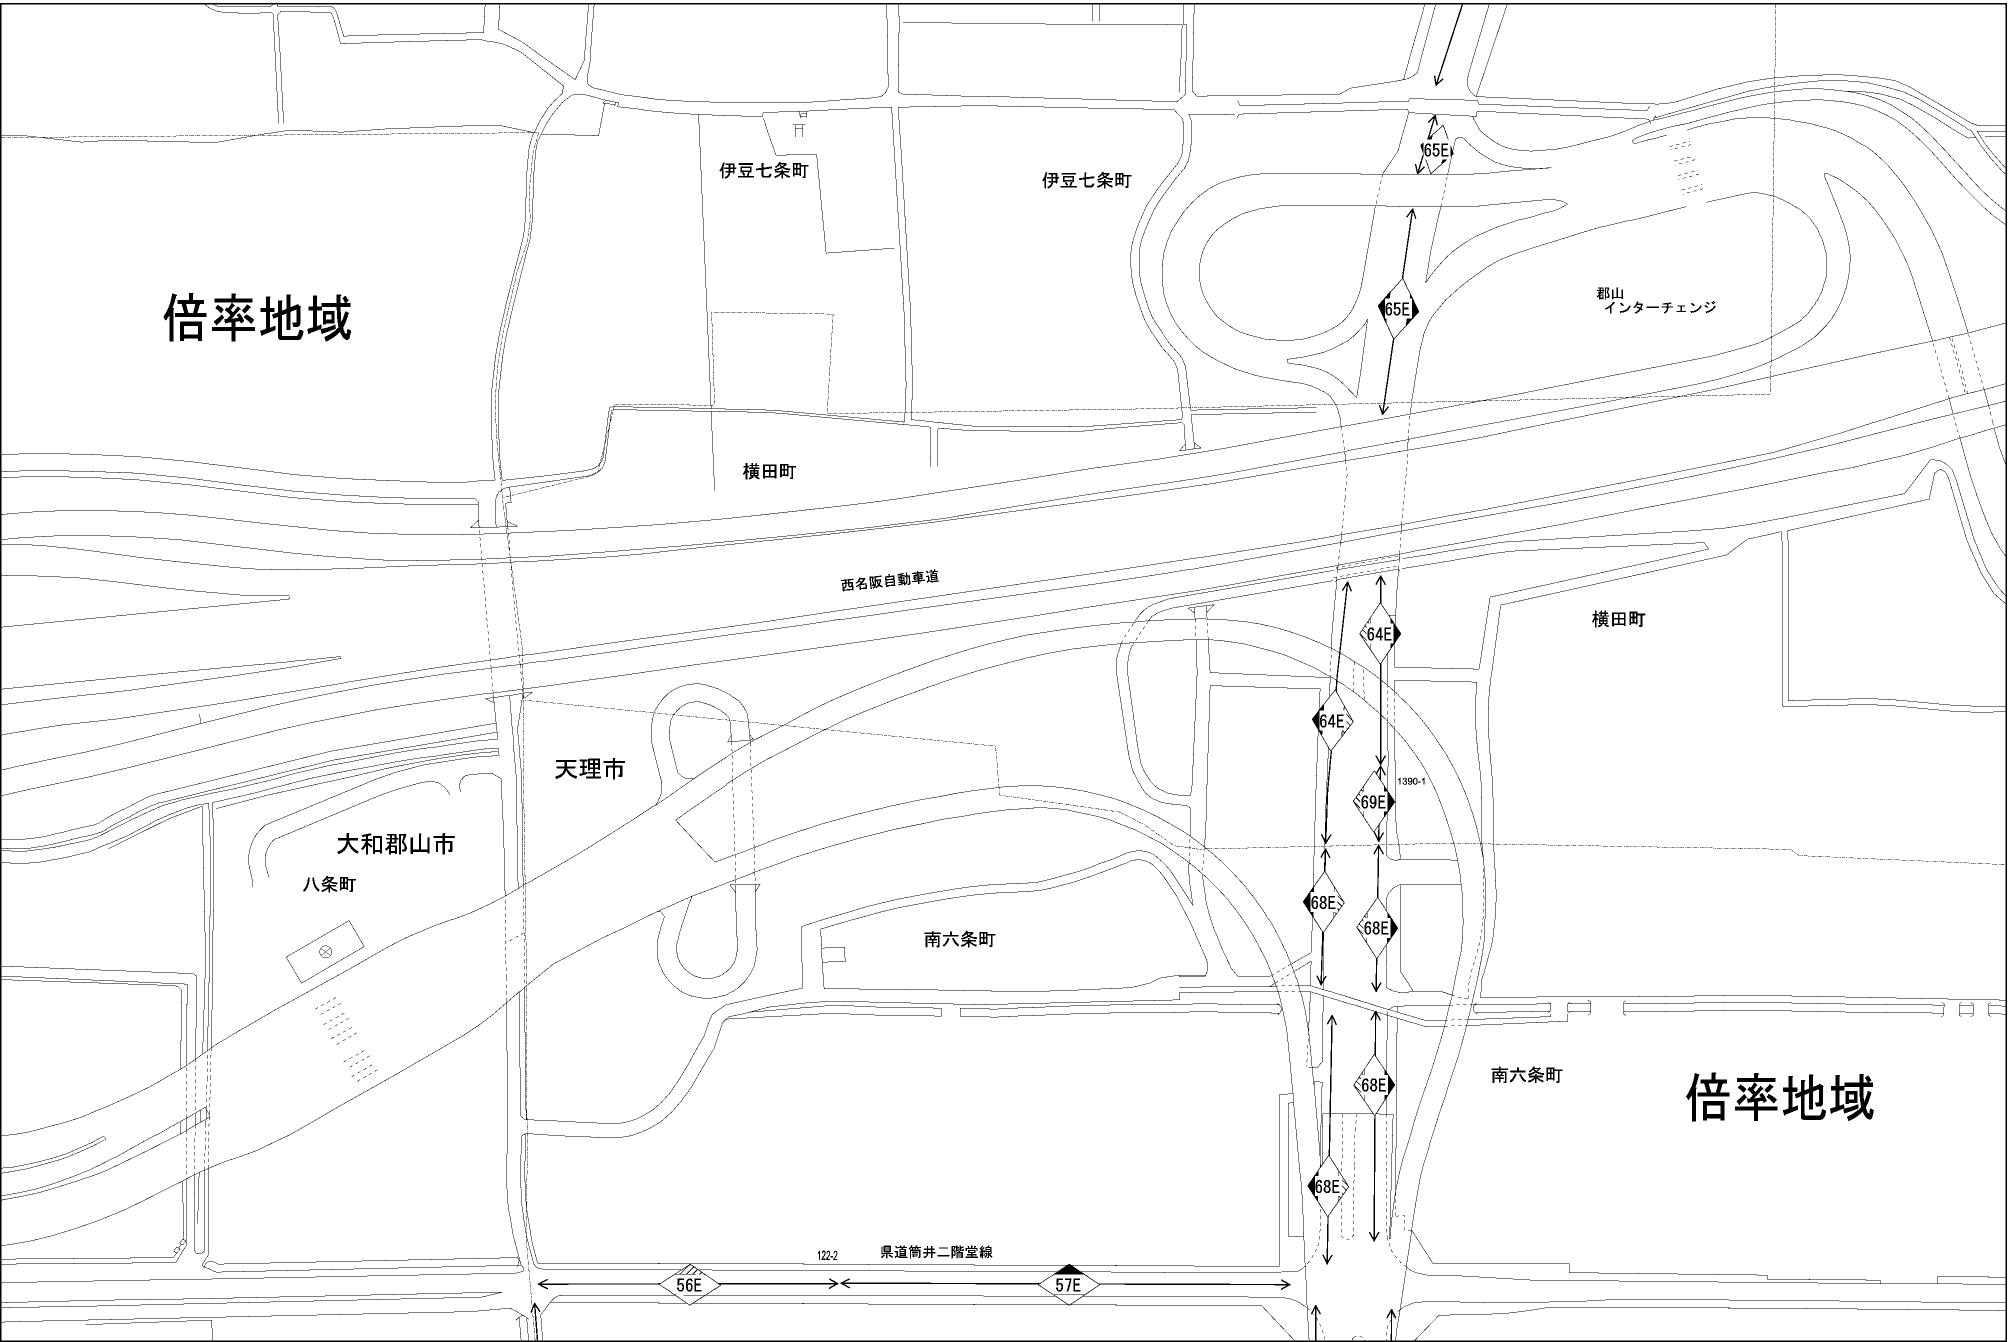 65E
伊豆七条町
伊豆七条町
倍率地域
65E
郡山
インターチェンジ
横田町
西名阪自動車道
横田町
64E
64E
天理市
69E
1390-1
大和郡山市
八条町
68E
68E
南六条町
68E
南六条町
倍率地域
68E
122-2
県道筒井二階堂線
56E
57E